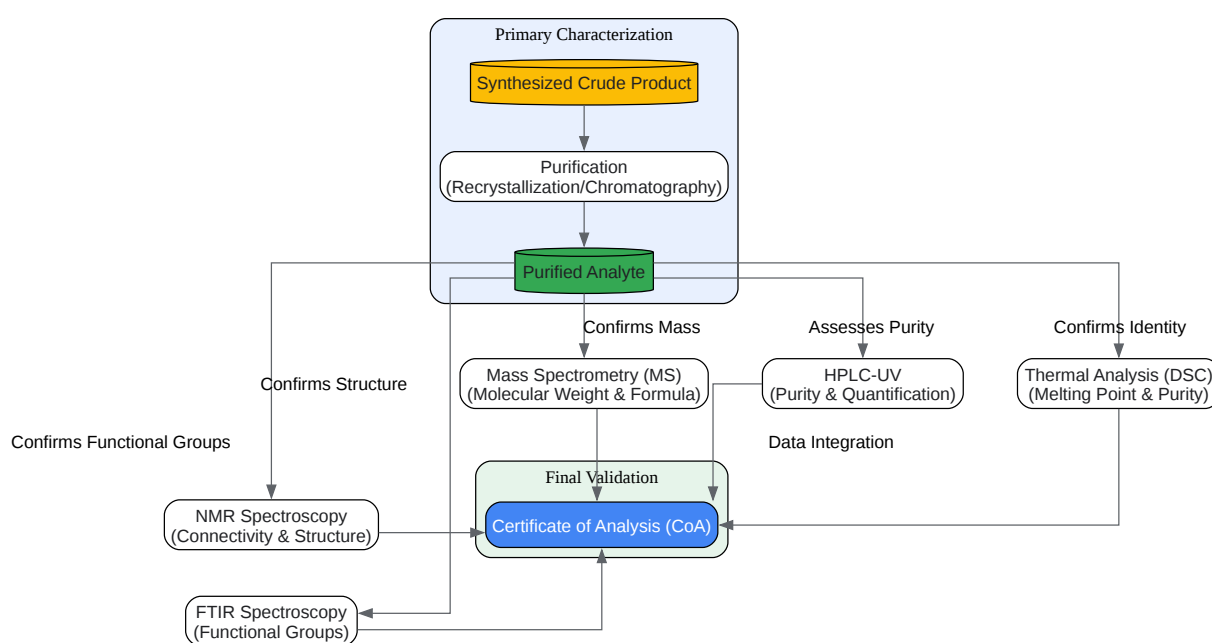 Primary Characterization
Synthesized Crude Product
Purification
(Recrystallization/Chromatography)
Purified Analyte
Confirms Mass
Assesses Purity
Confirms Identity
Mass Spectrometry (MS)
(Molecular Weight & Formula)
HPLC-UV
(Purity & Quantification)
Thermal Analysis (DSC)
(Melting Point & Purity)
Confirms Structure
Confirms Functional Groups
Data Integration
Final Validation
NMR Spectroscopy
(Connectivity & Structure)
Certificate of Analysis (CoA)
FTIR Spectroscopy
(Functional Groups)